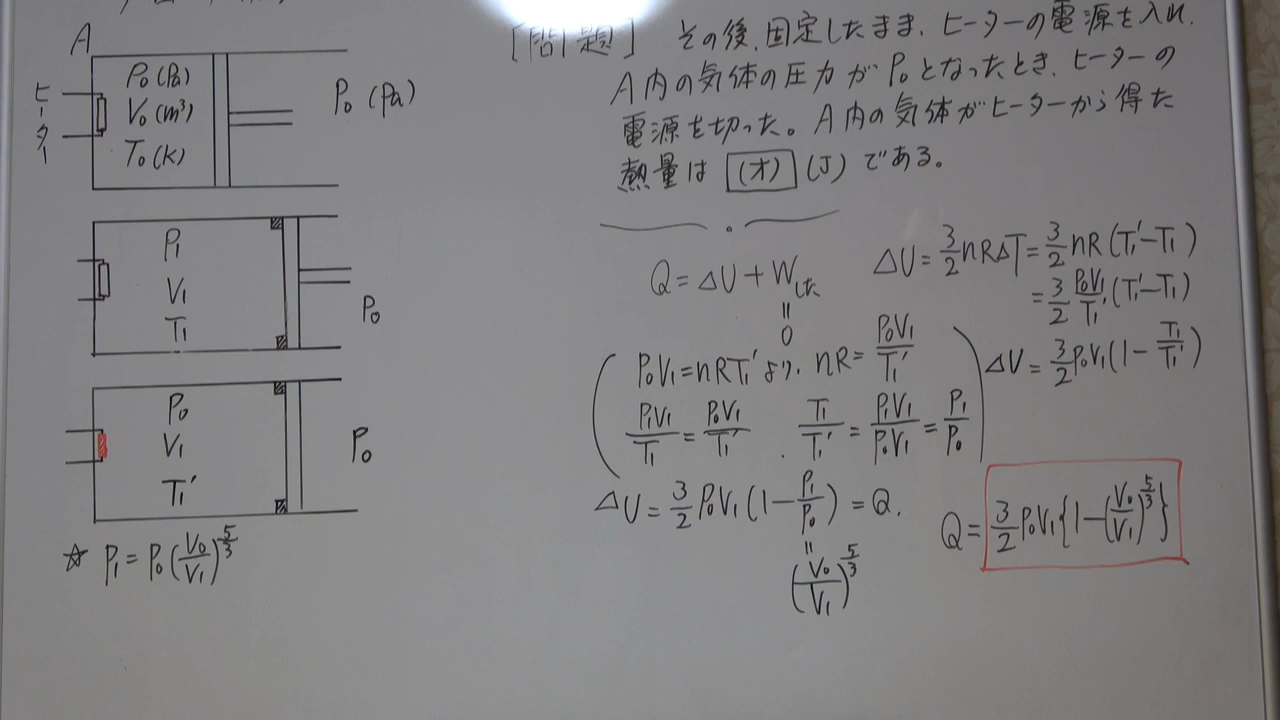 A
ヒーター
P₀(Pa)
V₀(m³)
T₀(K)
P₀(Pa)
P₁
V₁
T₁
P₀
P₀
V₁
T₁′
P₀
☆ P₁ = P₀(V₀/V₁)^(5/3)
[問題] その後、固定したまま、ヒーターの電源を入れ、
A内の気体の圧力がP₀となったとき、ヒーターの
電源を切った。A内の気体がヒーターから得た
熱量は (オ) (J)である。
Q = ΔU + Wした
= 0
ΔU = 3/2 nRΔT = 3/2 nR(T₁′-T₁)
= 3/2 P₀V₁/T₁′ (T₁′-T₁)
ΔU = 3/2 P₀V₁(1 - T₁/T₁′)
(P₀V₁ = nRT₁′より、nR = P₀V₁/T₁′
P₁V₁/T₁ = P₀V₁/T₁′ . T₁/T₁′ = P₁V₁/P₀V₁ = P₁/P₀)
ΔU = 3/2 P₀V₁(1 - P₁/P₀) = Q.
= (V₀/V₁)^(5/3)
Q = 3/2 P₀V₁{1-(V₀/V₁)^(5/3)}